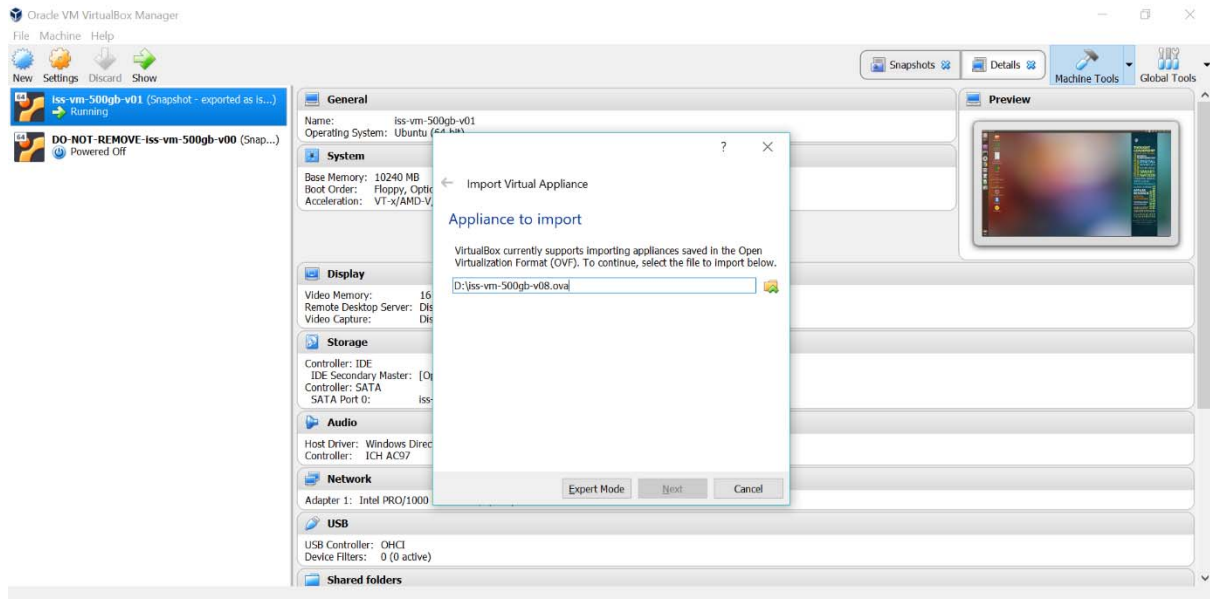 Oracle VM VirtualBox Manager
File Machine Help
New Settings Discard Show
Snapshots Details Machine Tools Global Tools
iss-vm-500gb-v01 (Snapshot - exported as is...)
Running
DO-NOT-REMOVE-iss-vm-500gb-v00 (Snap...)
Powered Off
General
Name: iss-vm-500gb-v01
Operating System: Ubuntu (64-bit)
System
Base Memory: 10240 MB
Boot Order: Floppy, Optic
Acceleration: VT-x/AMD-V,
Display
Video Memory: 16
Remote Desktop Server: Dis
Video Capture: Dis
Storage
Controller: IDE
IDE Secondary Master: [Op
Controller: SATA
SATA Port 0: iss-
Audio
Host Driver: Windows Direc
Controller: ICH AC97
Network
Adapter 1: Intel PRO/1000
USB
USB Controller: OHCI
Device Filters: 0 (0 active)
Shared folders
Preview
Import Virtual Appliance
Appliance to import
VirtualBox currently supports importing appliances saved in the Open
Virtualization Format (OVF). To continue, select the file to import below.
D:\iss-vm-500gb-v08.ova
Expert Mode Next Cancel